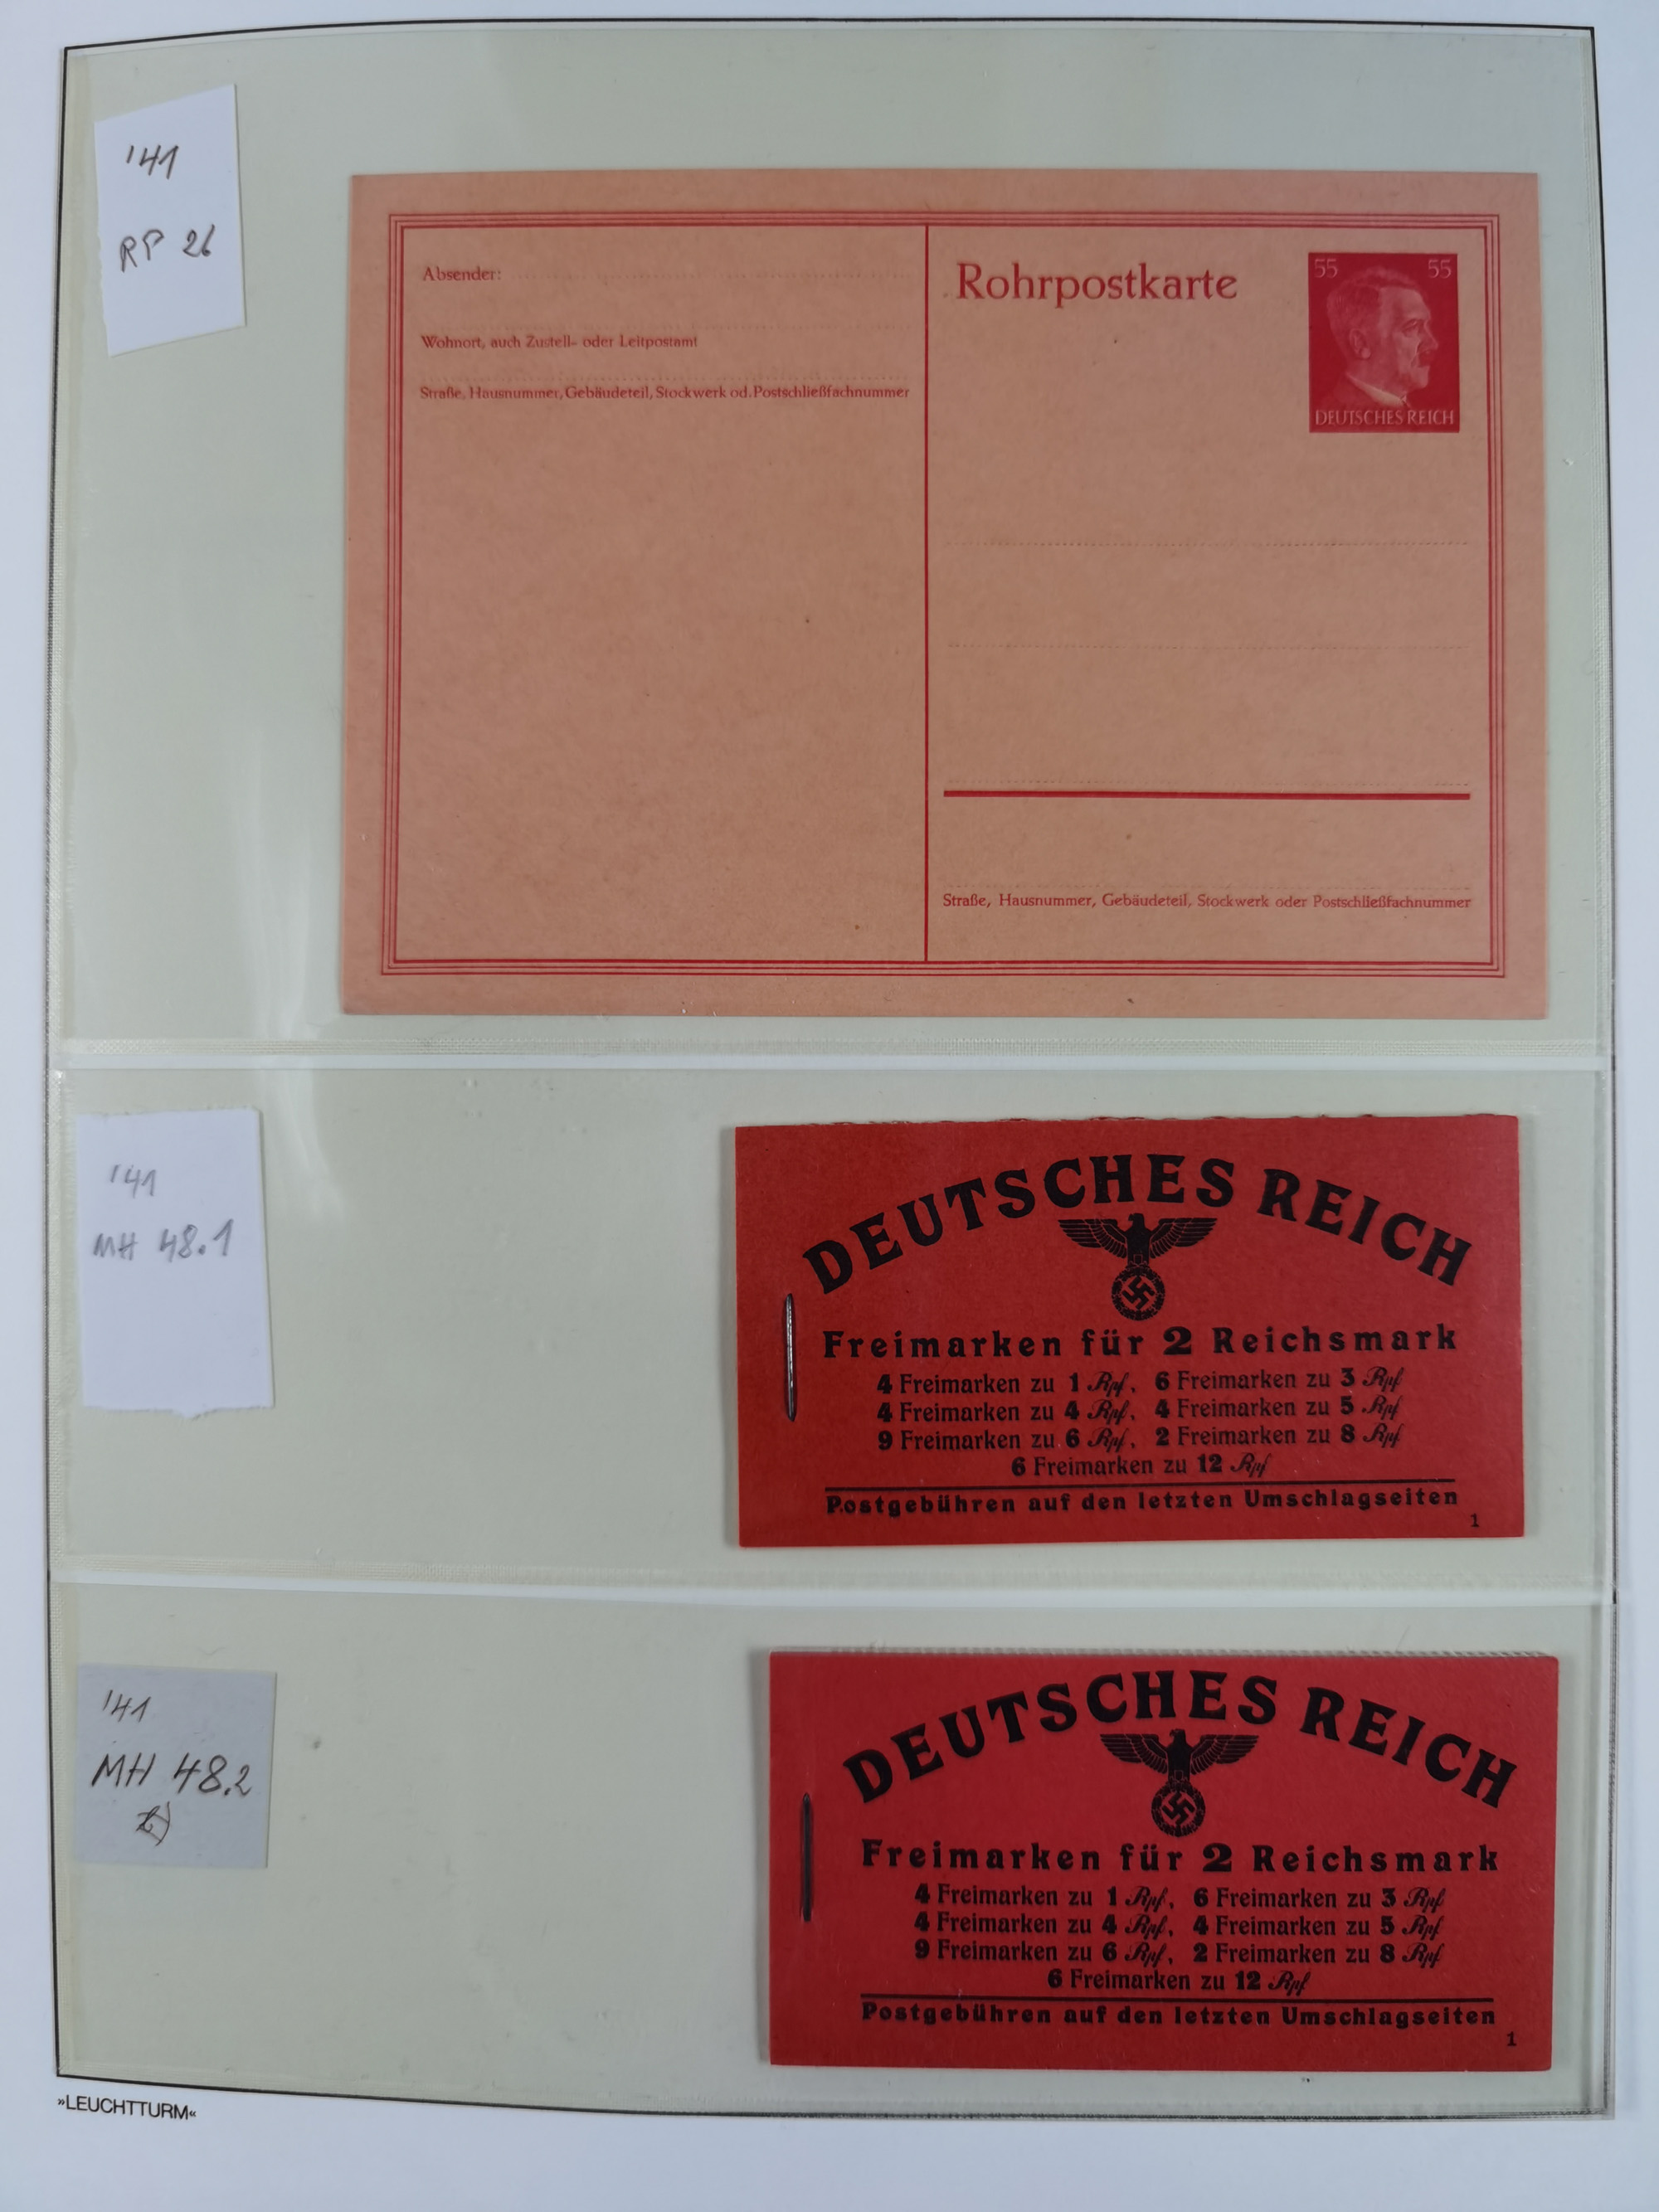 '41
RP 26
Absender:
Wohnort, auch Zustell- oder Leitpostamt
Straße, Hausnummer, Gebäudeteil, Stockwerk od. Postschließfachnummer
Rohrpostkarte
55 55
DEUTSCHES REICH
Straße, Hausnummer, Gebäudeteil, Stockwerk oder Postschließfachnummer
'41
MH 48.1
DEUTSCHES REICH
Freimarken für 2 Reichsmark
4 Freimarken zu 1 Rpf, 6 Freimarken zu 3 Rpf
4 Freimarken zu 4 Rpf, 4 Freimarken zu 5 Rpf
9 Freimarken zu 6 Rpf, 2 Freimarken zu 8 Rpf
6 Freimarken zu 12 Rpf
Postgebühren auf den letzten Umschlagseiten
1
'41
MH 48.2
DEUTSCHES REICH
Freimarken für 2 Reichsmark
4 Freimarken zu 1 Rpf, 6 Freimarken zu 3 Rpf
4 Freimarken zu 4 Rpf, 4 Freimarken zu 5 Rpf
9 Freimarken zu 6 Rpf, 2 Freimarken zu 8 Rpf
6 Freimarken zu 12 Rpf
Postgebühren auf den letzten Umschlagseiten
1
»LEUCHTTURM«